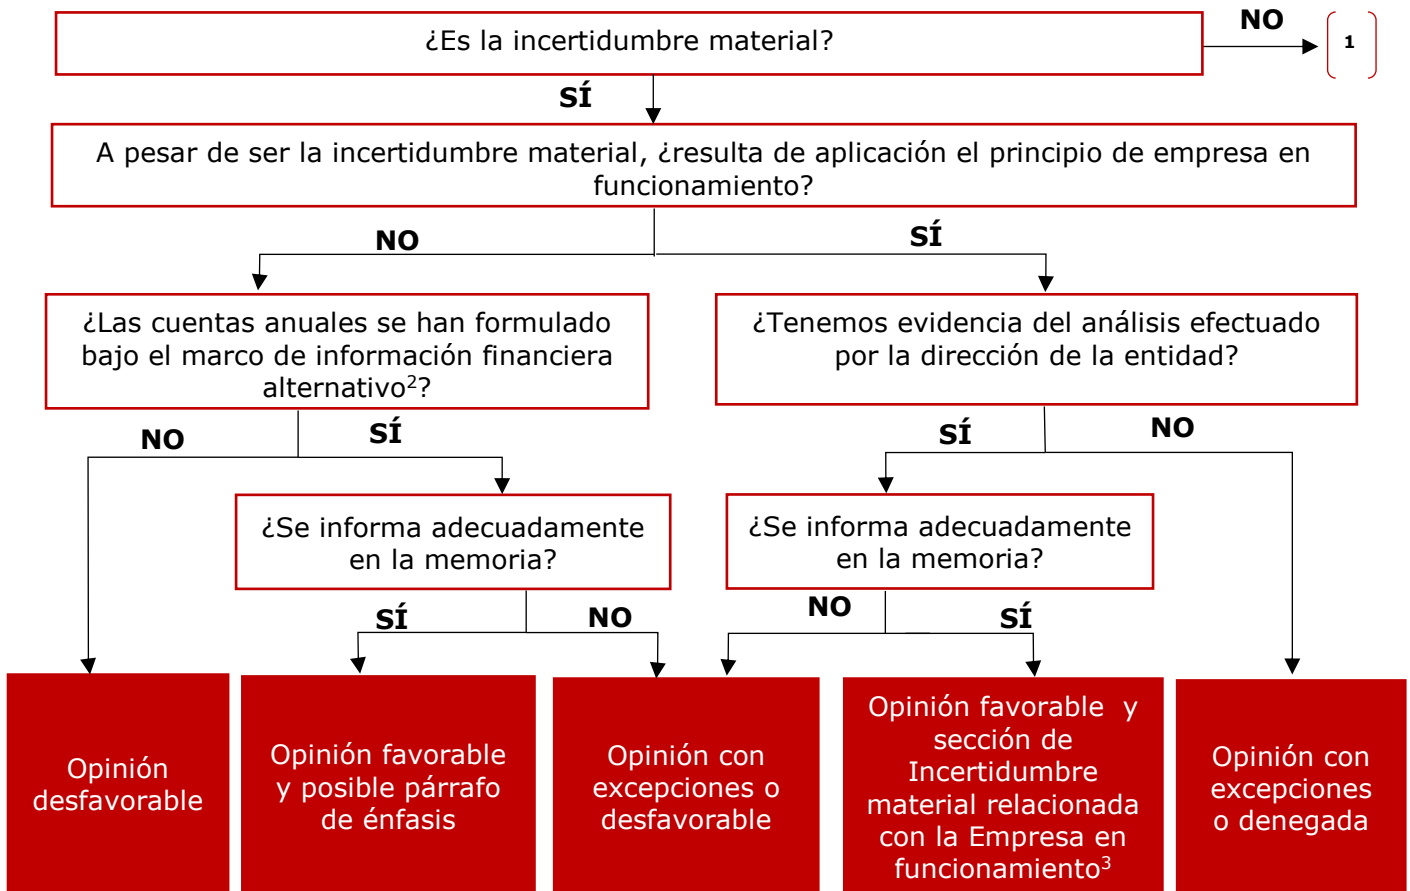 ¿Es la incertidumbre material?
NO
1
SÍ
A pesar de ser la incertidumbre material, ¿resulta de aplicación el principio de empresa en
funcionamiento?
NO
SÍ
¿Las cuentas anuales se han formulado
bajo el marco de información financiera
alternativo²?
¿Tenemos evidencia del análisis efectuado
por la dirección de la entidad?
NO
SÍ
SÍ
NO
¿Se informa adecuadamente
en la memoria?
¿Se informa adecuadamente
en la memoria?
SÍ
NO
NO
SÍ
Opinión
desfavorable
Opinión favorable
y posible párrafo
de énfasis
Opinión con
excepciones o
desfavorable
Opinión favorable y
sección de
Incertidumbre
material relacionada
con la Empresa en
funcionamiento³
Opinión con
excepciones
o denegada